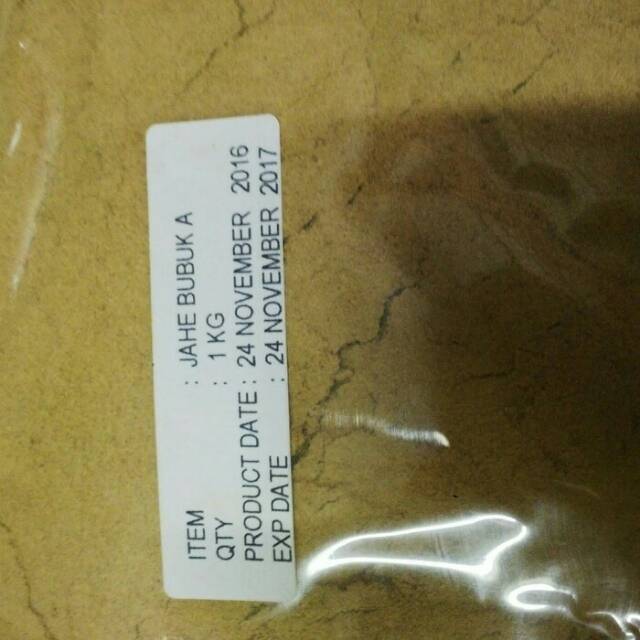 ITEM : JAHE BUBUK A
QTY : 1 KG
PRODUCT DATE : 24 NOVEMBER 2016
EXP DATE : 24 NOVEMBER 2017